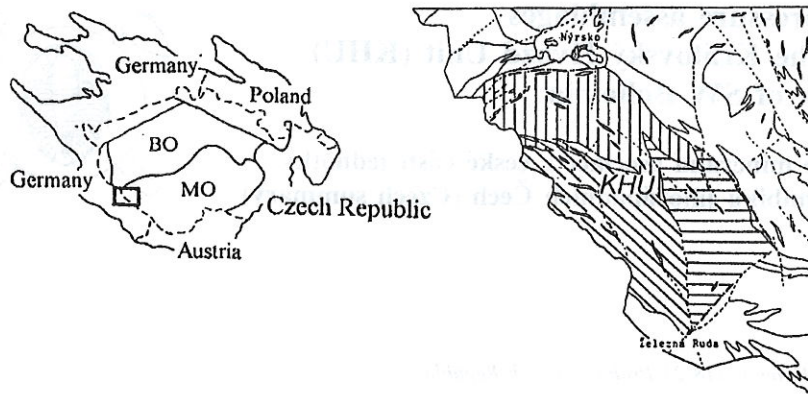 Germany
Poland
BO
Germany
MO
Czech Republic
Austria
Nýrsko
KHU
Železná Ruda